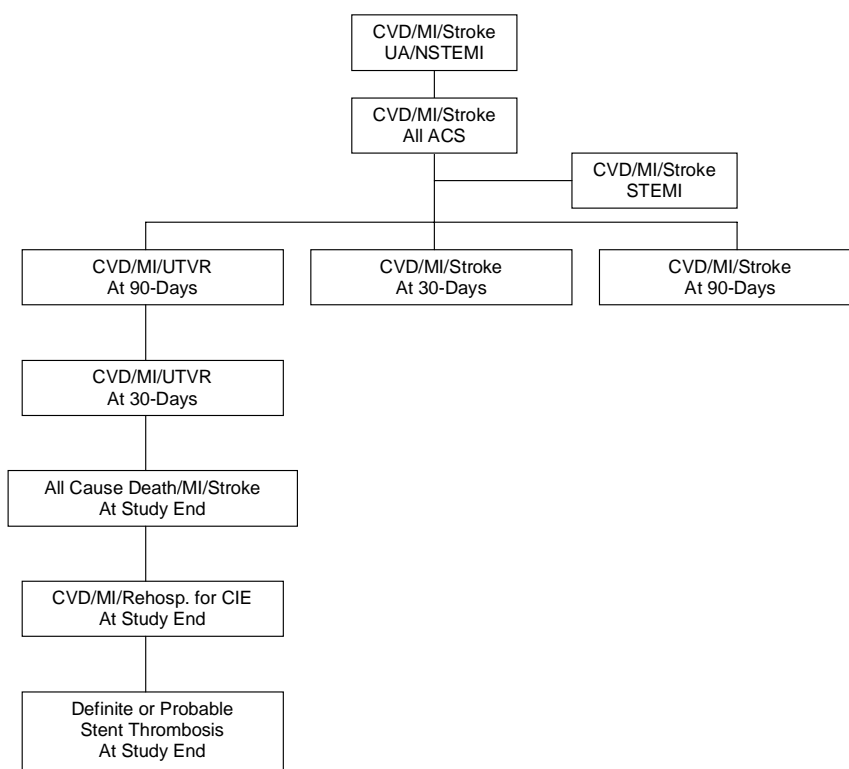 CVD/MI/Stroke
UA/NSTEMI
CVD/MI/Stroke
All ACS
CVD/MI/Stroke
STEMI
CVD/MI/UTVR
At 90-Days
CVD/MI/Stroke
At 30-Days
CVD/MI/Stroke
At 90-Days
CVD/MI/UTVR
At 30-Days
All Cause Death/MI/Stroke
At Study End
CVD/MI/Rehosp. for CIE
At Study End
Definite or Probable
Stent Thrombosis
At Study End